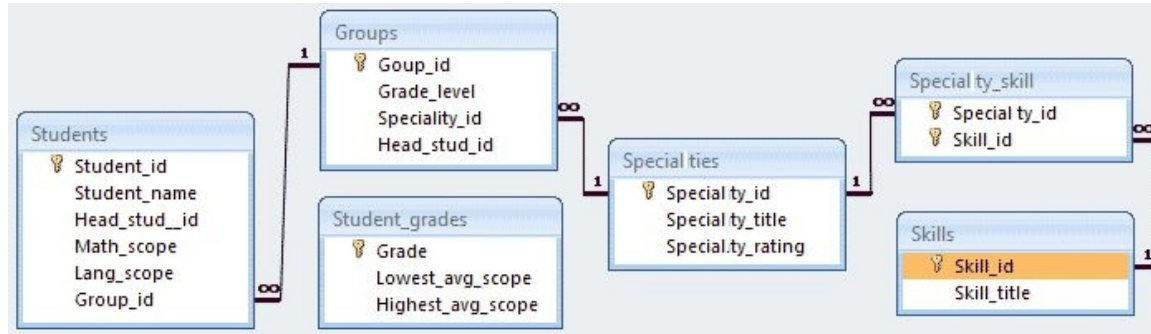 Students
Student_id
Student_name
Head_stud__id
Math_scope
Lang_scope
Group_id
1
∞
Groups
Goup_id
Grade_level
Speciality_id
Head_stud_id
∞
1
Student_grades
Grade
Lowest_avg_scope
Highest_avg_scope
Special ties
Special ty_id
Special ty_title
Special.ty_rating
1
∞
Special ty_skill
Special ty_id
Skill_id
∞
1
Skills
Skill_id
Skill_title